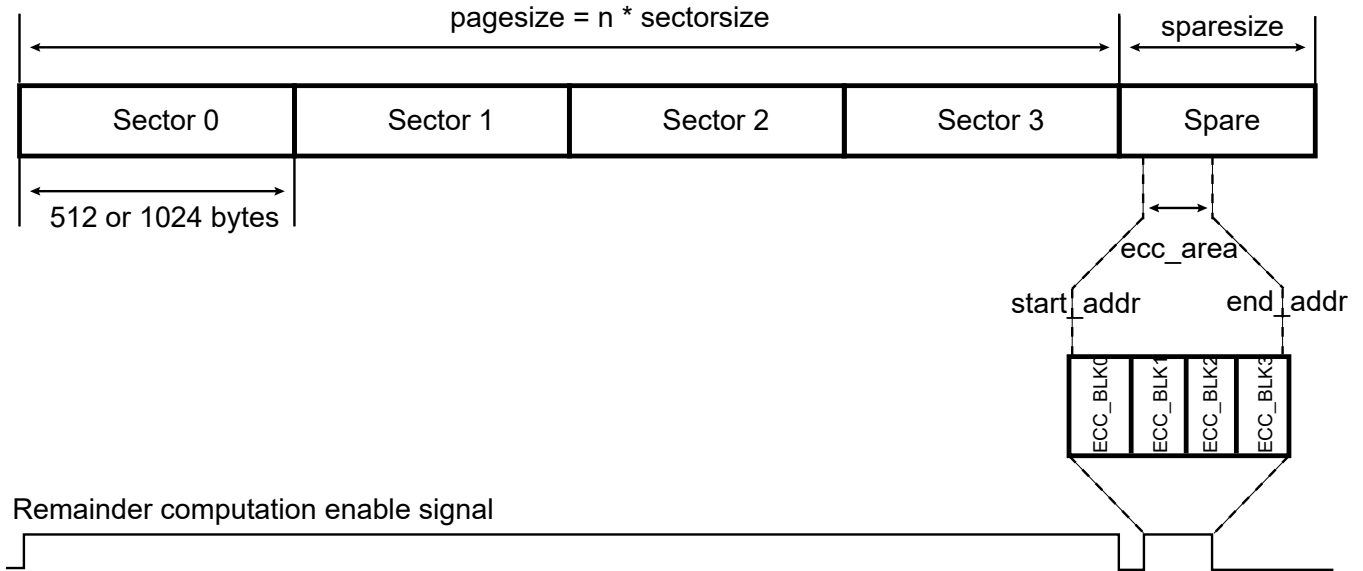 pagesize = n * sectorsize
sparesize
Sector 0
Sector 1
Sector 2
Sector 3
Spare
512 or 1024 bytes
ecc_area
start_addr
end_addr
ECC_BLK0
ECC_BLK1
ECC_BLK2
ECC_BLK3
Remainder computation enable signal